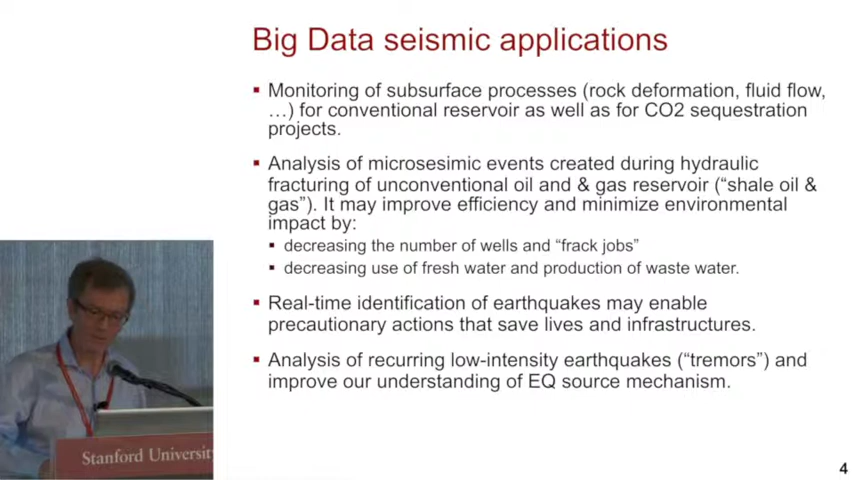 Big Data seismic applications
▪ Monitoring of subsurface processes (rock deformation, fluid flow,
…) for conventional reservoir as well as for CO2 sequestration
projects.
▪ Analysis of microsesimic events created during hydraulic
fracturing of unconventional oil and & gas reservoir (“shale oil &
gas”). It may improve efficiency and minimize environmental
impact by:
▪ decreasing the number of wells and “frack jobs”
▪ decreasing use of fresh water and production of waste water.
▪ Real-time identification of earthquakes may enable
precautionary actions that save lives and infrastructures.
▪ Analysis of recurring low-intensity earthquakes (“tremors”) and
improve our understanding of EQ source mechanism.
Stanford University
4